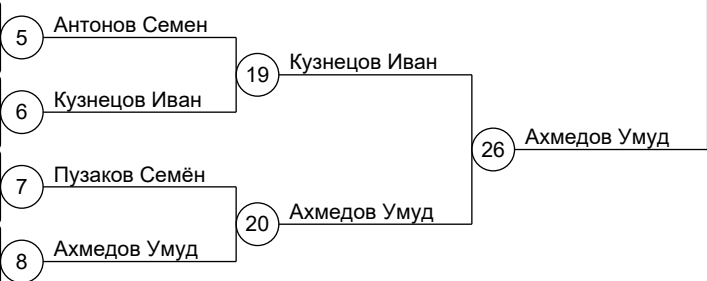 5 Антонов Семен
19 Кузнецов Иван
6 Кузнецов Иван
26 Ахмедов Умуд
7 Пузаков Семён
20 Ахмедов Умуд
8 Ахмедов Умуд